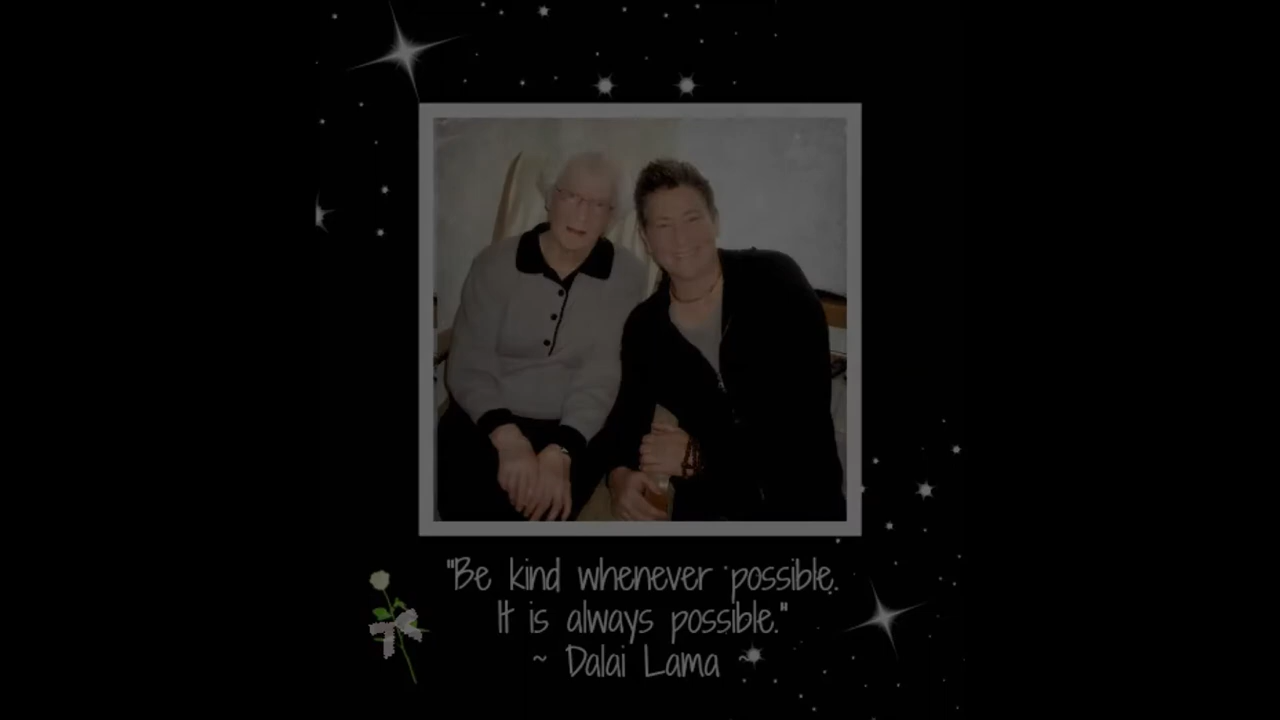 "Be kind whenever possible.
It is always possible."
~ Dalai Lama ~